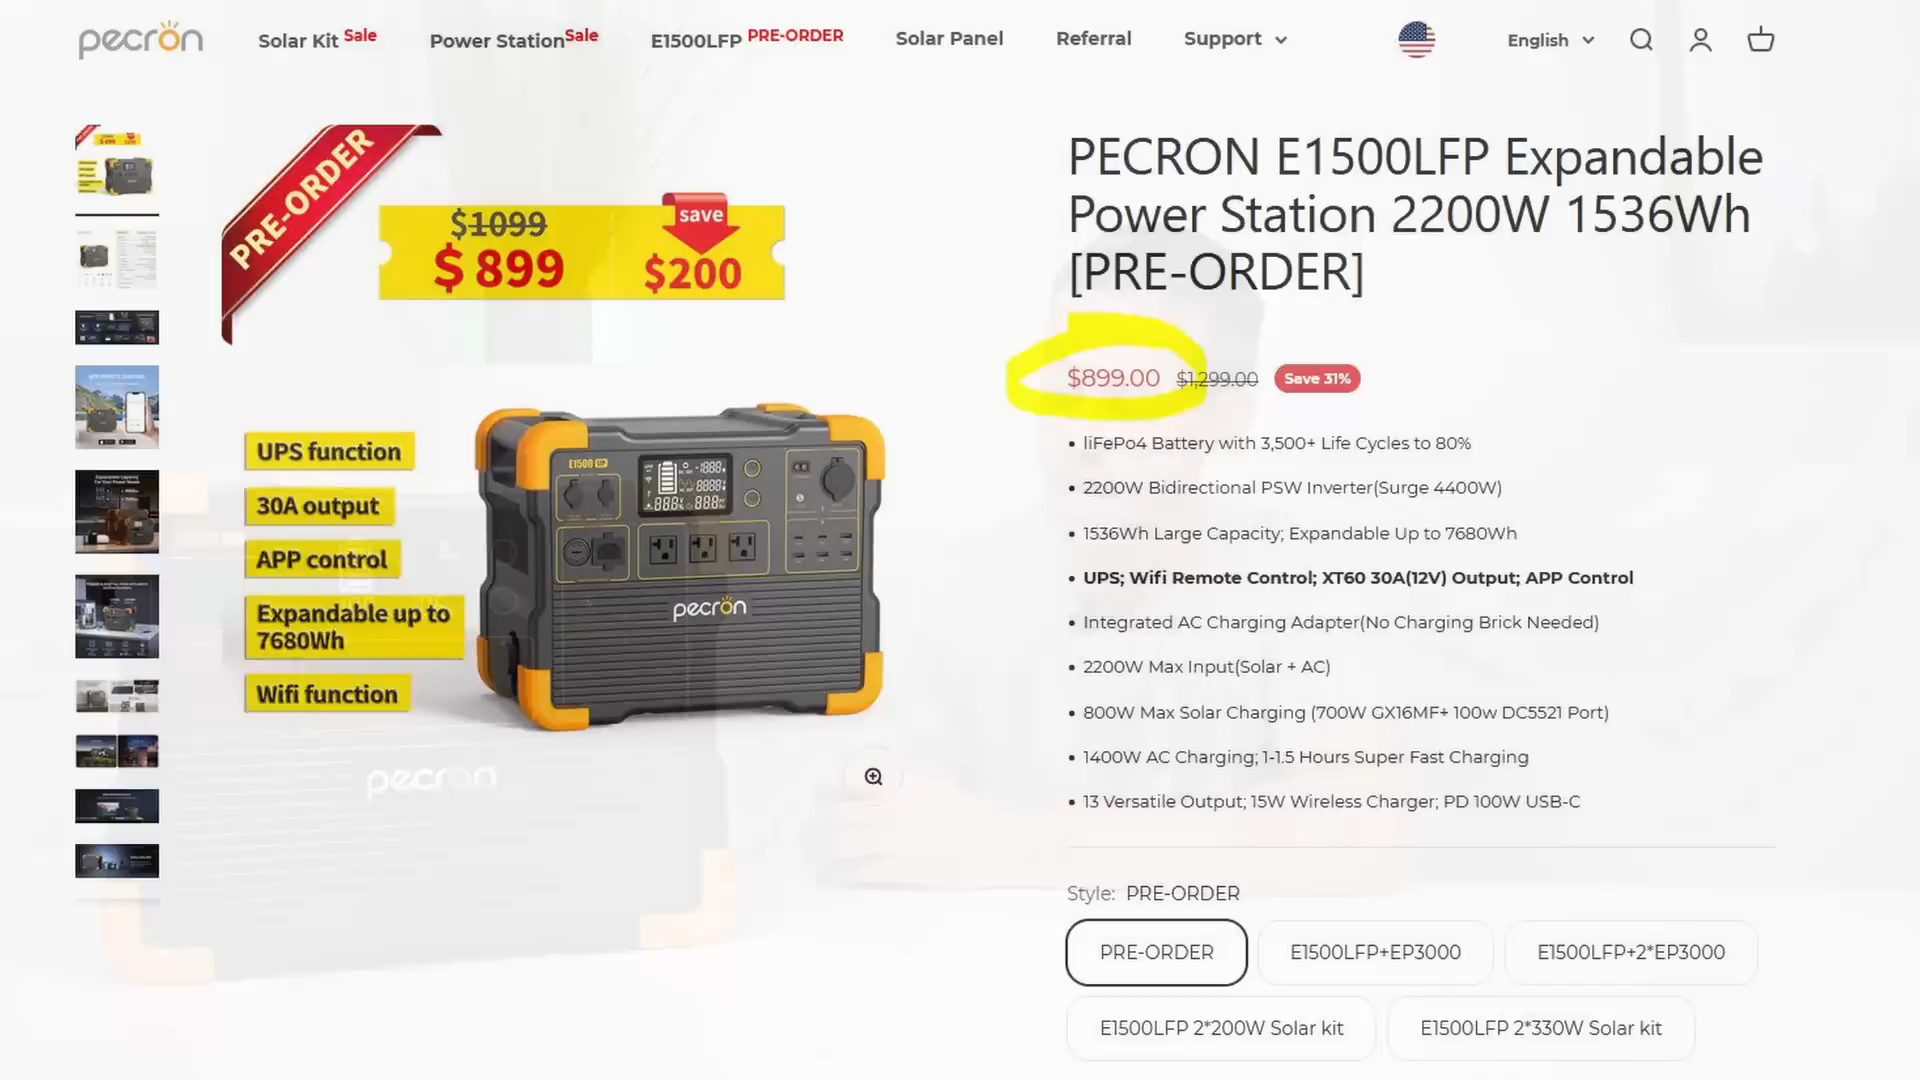 pecron
Solar Kit Sale
Power Station Sale
E1500LFP PRE-ORDER
Solar Panel
Referral
Support
English
PRE-ORDER
$1099
$899
save
$200
UPS function
30A output
APP control
Expandable up to
7680Wh
Wifi function
E1500 LFP
pecron
pecron
PECRON E1500LFP Expandable
Power Station 2200W 1536Wh
[PRE-ORDER]
$899.00 $1,299.00 Save 31%
• liFePo4 Battery with 3,500+ Life Cycles to 80%
• 2200W Bidirectional PSW Inverter(Surge 4400W)
• 1536Wh Large Capacity; Expandable Up to 7680Wh
• UPS; Wifi Remote Control; XT60 30A(12V) Output; APP Control
• Integrated AC Charging Adapter(No Charging Brick Needed)
• 2200W Max Input(Solar + AC)
• 800W Max Solar Charging (700W GX16MF+ 100w DC5521 Port)
• 1400W AC Charging; 1-1.5 Hours Super Fast Charging
• 13 Versatile Output; 15W Wireless Charger; PD 100W USB-C
Style: PRE-ORDER
PRE-ORDER
E1500LFP+EP3000
E1500LFP+2*EP3000
E1500LFP 2*200W Solar kit
E1500LFP 2*330W Solar kit